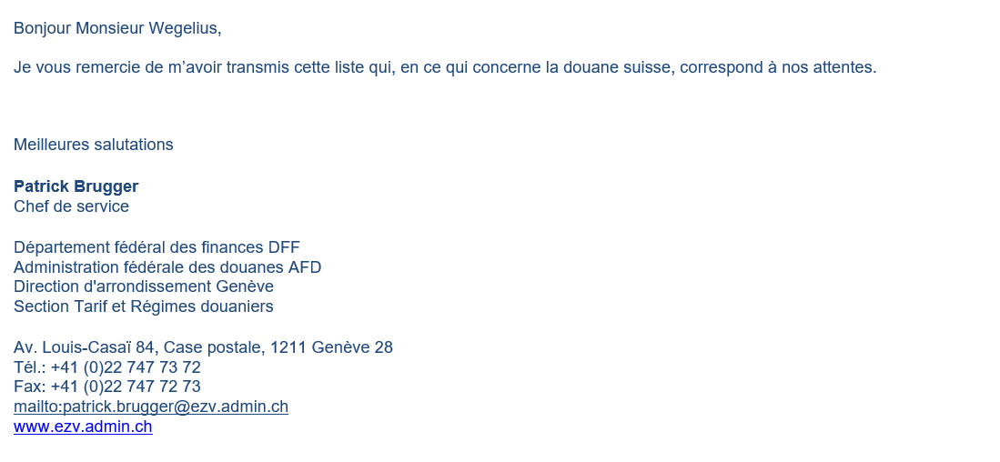 Bonjour Monsieur Wegelius,
Je vous remercie de m’avoir transmis cette liste qui, en ce qui concerne la douane suisse, correspond à nos attentes.
Meilleures salutations
Patrick Brugger
Chef de service
Département fédéral des finances DFF
Administration fédérale des douanes AFD
Direction d'arrondissement Genève
Section Tarif et Régimes douaniers
Av. Louis-Casaï 84, Case postale, 1211 Genève 28
Tél.: +41 (0)22 747 73 72
Fax: +41 (0)22 747 72 73
mailto:patrick.brugger@ezv.admin.ch
www.ezv.admin.ch